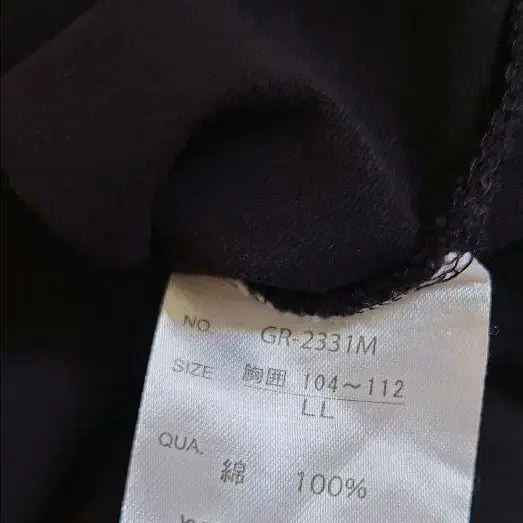 NO. GR-2331M
SIZE 胸囲 104〜112
LL
QUA.
綿 100%